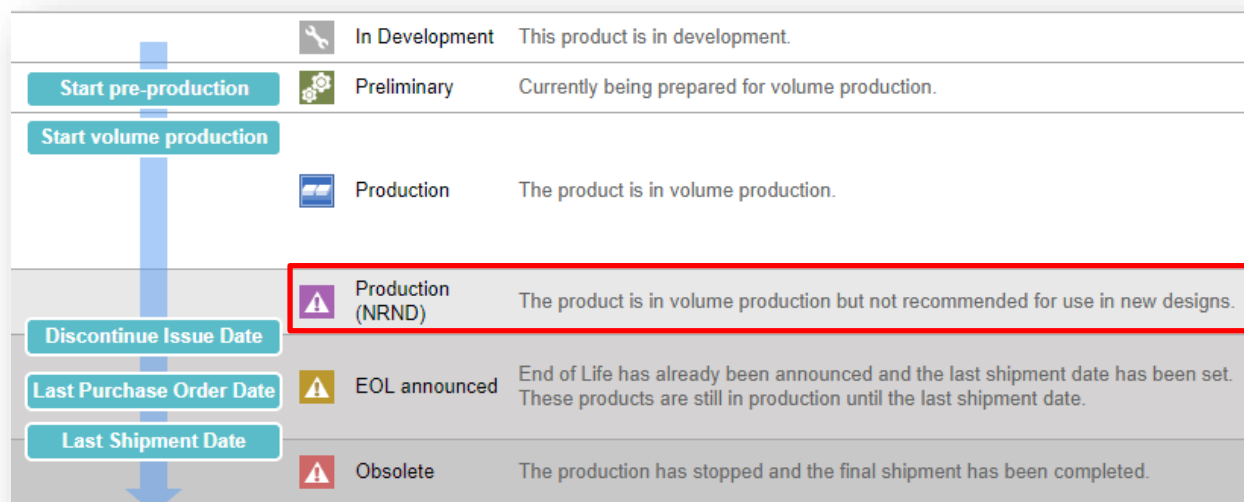 In Development This product is in development.
Start pre-production Preliminary Currently being prepared for volume production.
Start volume production
Production The product is in volume production.
Production
(NRND) The product is in volume production but not recommended for use in new designs.
Discontinue Issue Date
Last Purchase Order Date EOL announced End of Life has already been announced and the last shipment date has been set.
These products are still in production until the last shipment date.
Last Shipment Date
Obsolete The production has stopped and the final shipment has been completed.